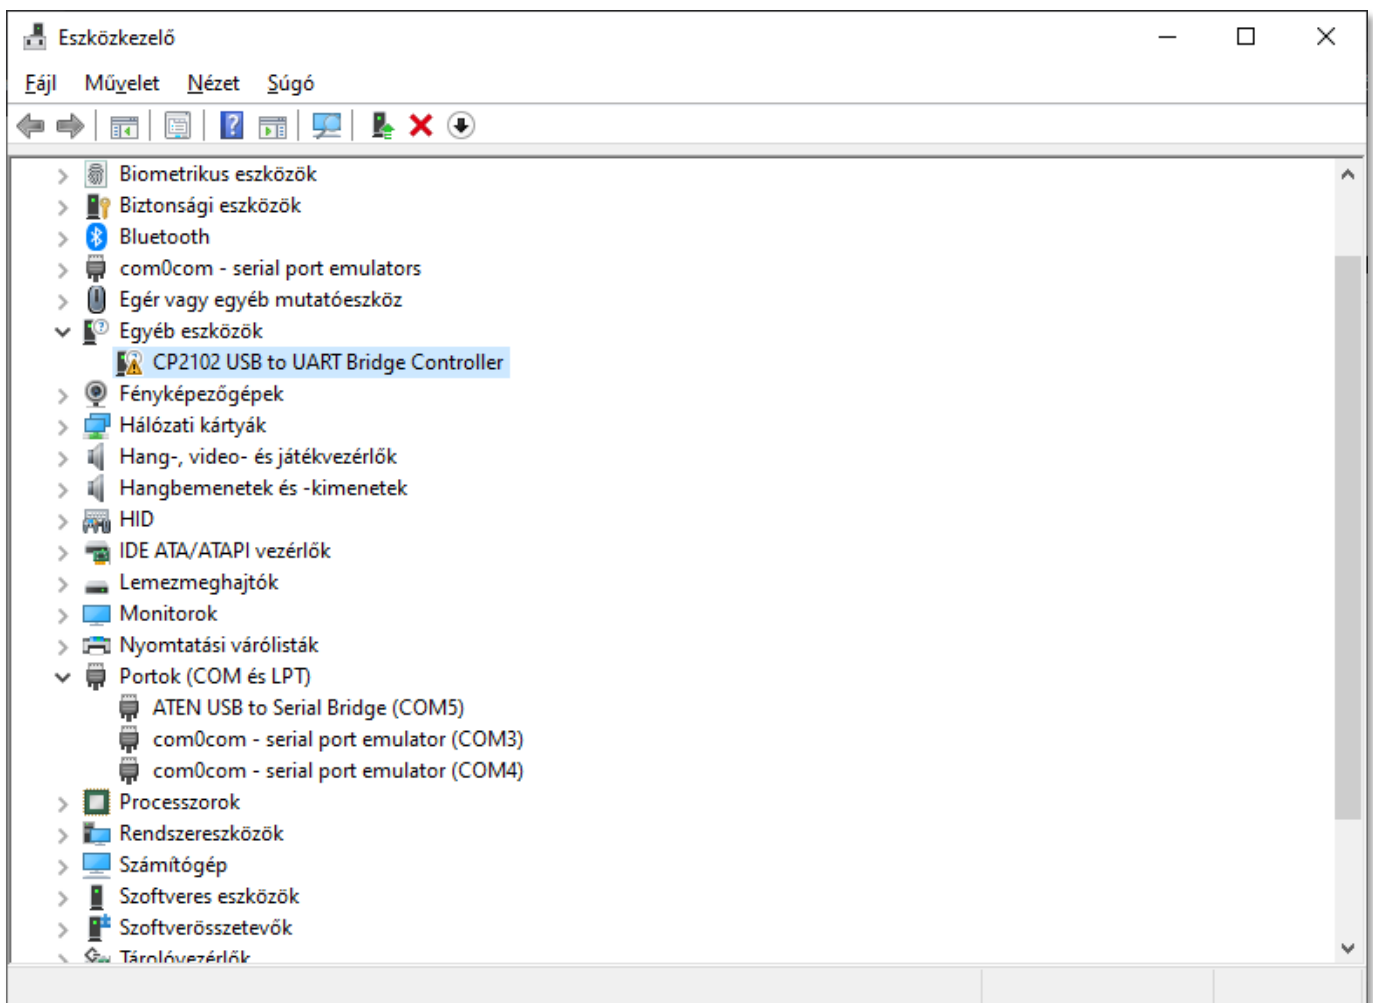 Eszközkezelő
Fájl Művelet Nézet Súgó
Biometrikus eszközök
Biztonsági eszközök
Bluetooth
com0com - serial port emulators
Egér vagy egyéb mutatóeszköz
Egyéb eszközök
CP2102 USB to UART Bridge Controller
Fényképezőgépek
Hálózati kártyák
Hang-, video- és játékvezérlők
Hangbemenetek és -kimenetek
HID
IDE ATA/ATAPI vezérlők
Lemezmeghajtók
Monitorok
Nyomtatási várólisták
Portok (COM és LPT)
ATEN USB to Serial Bridge (COM5)
com0com - serial port emulator (COM3)
com0com - serial port emulator (COM4)
Processzorok
Rendszereszközök
Számítógép
Szoftveres eszközök
Szoftverösszetevők
Tárolóvezérlők